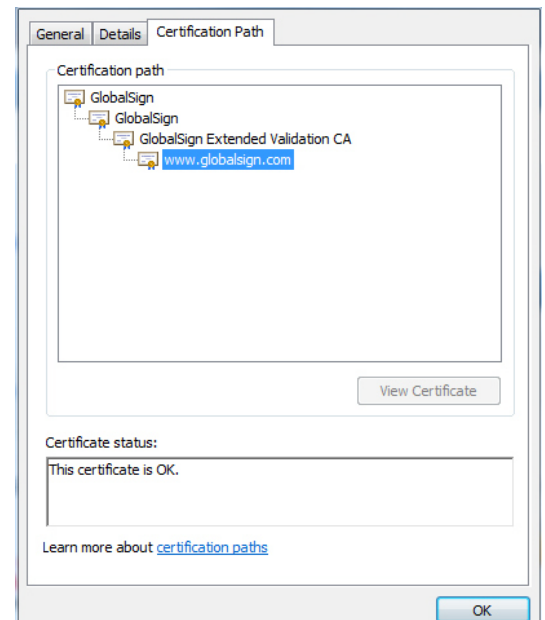 General Details Certification Path
Certification path
GlobalSign
GlobalSign
GlobalSign Extended Validation CA
www.globalsign.com
View Certificate
Certificate status:
This certificate is OK.
Learn more about certification paths
OK